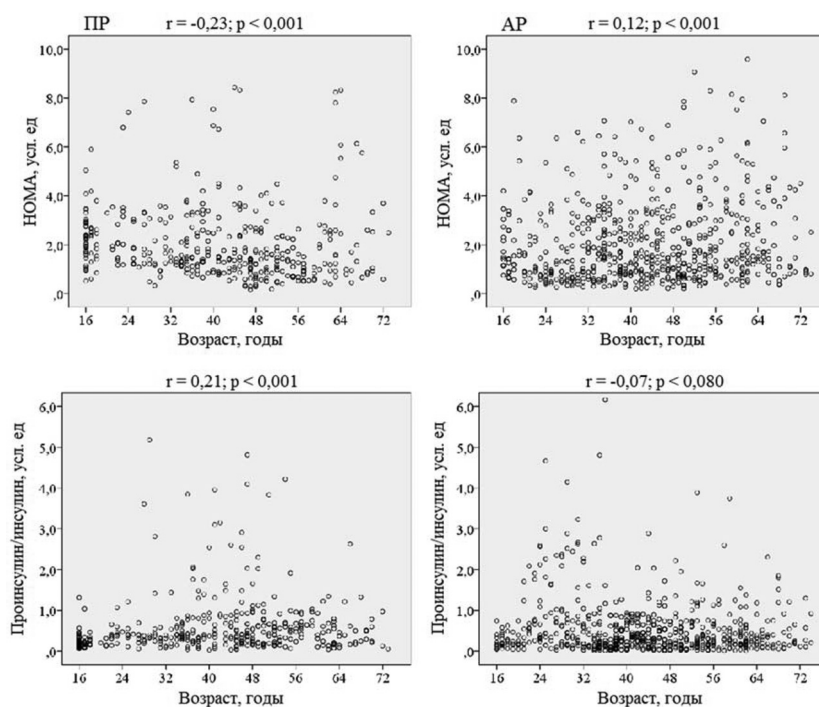 ПР
r = -0,23; p < 0,001
НОМА, усл. ед
10,0
8,0
6,0
4,0
2,0
,0
16 24 32 40 48 56 64 72
Возраст, годы
АР
r = 0,12; p < 0,001
НОМА, усл. ед
10,0
8,0
6,0
4,0
2,0
,0
16 24 32 40 48 56 64 72
Возраст, годы
r = 0,21; p < 0,001
Проинсулин/инсулин, усл. ед
6,0
5,0
4,0
3,0
2,0
1,0
,0
16 24 32 40 48 56 64 72
Возраст, годы
r = -0,07; p < 0,080
Проинсулин/инсулин, усл. ед
6,0
5,0
4,0
3,0
2,0
1,0
,0
16 24 32 40 48 56 64 72
Возраст, годы